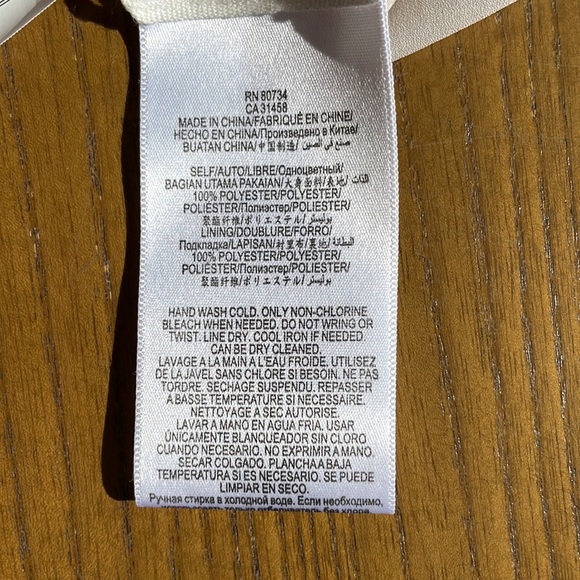 RN 80734
CA 31458
MADE IN CHINA/FABRIQUÉ EN CHINE/
HECHO EN CHINA/Произведено в Китае/
BUATAN CHINA/中国制造/صنع في الصين
SELF/AUTO/LIBRE/Одноцветный/
BAGIAN UTAMA PAKAIAN/大身面料/表地/الذات
100% POLYESTER/POLYESTER/
POLIÉSTER/Полиэстер/POLIESTER/
聚酯纤维/ポリエステル/بوليستر
LINING/DOUBLURE/FORRO/
Подкладка/LAPISAN/衬里布/裏地/البطانة
100% POLYESTER/POLYESTER/
POLIÉSTER/Полиэстер/POLIESTER/
聚酯纤维/ポリエステル/بوليستر
HAND WASH COLD. ONLY NON-CHLORINE
BLEACH WHEN NEEDED. DO NOT WRING OR
TWIST. LINE DRY. COOL IRON IF NEEDED.
CAN BE DRY CLEANED.
LAVAGE A LA MAIN A L'EAU FROIDE. UTILISEZ
DE LA JAVEL SANS CHLORE SI BESOIN. NE PAS
TORDRE. SECHAGE SUSPENDU. REPASSER
A BASSE TEMPERATURE SI NECESSAIRE.
NETTOYAGE A SEC AUTORISE.
LAVAR A MANO EN AGUA FRIA. USAR
ÚNICAMENTE BLANQUEADOR SIN CLORO
CUANDO NECESARIO. NO EXPRIMIR A MANO.
SECAR COLGADO. PLANCHA A BAJA
TEMPERATURA SI ES NECESARIO. SE PUEDE
LIMPIAR EN SECO.
Ручная стирка в холодной воде. Если необходимо,
только отбеливатель без хлора.